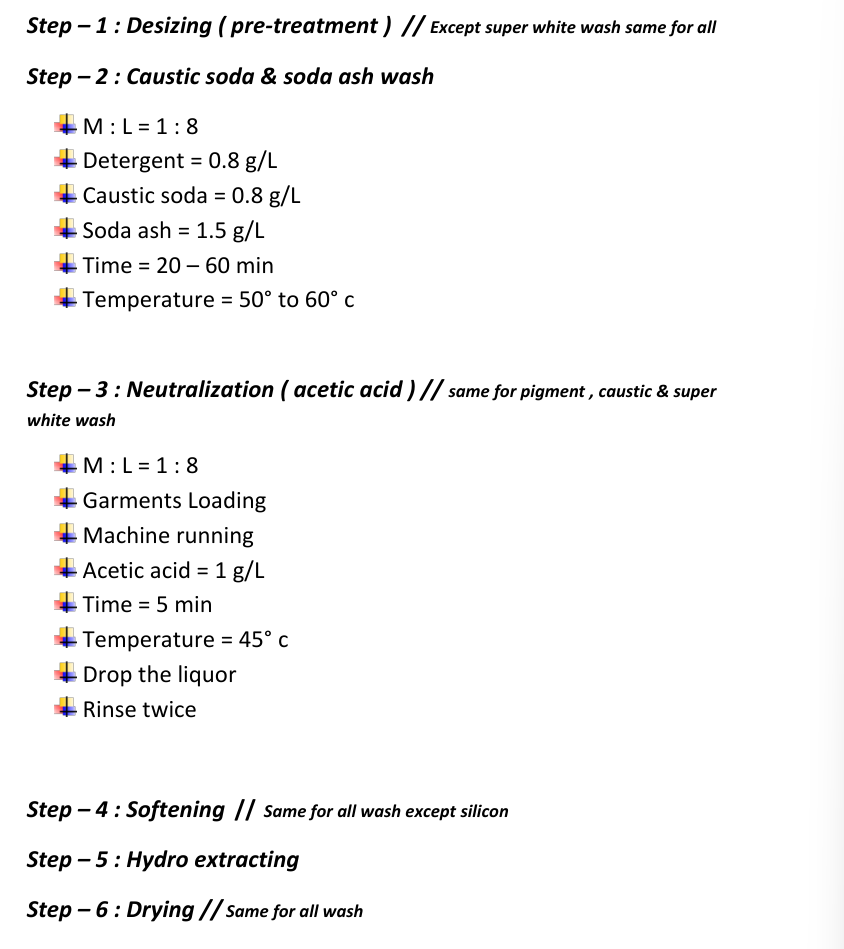 Step – 1 : Desizing ( pre-treatment ) // Except super white wash same for all
Step – 2 : Caustic soda & soda ash wash
M : L = 1 : 8
Detergent = 0.8 g/L
Caustic soda = 0.8 g/L
Soda ash = 1.5 g/L
Time = 20 – 60 min
Temperature = 50° to 60° c
Step – 3 : Neutralization ( acetic acid ) // same for pigment , caustic & super
white wash
M : L = 1 : 8
Garments Loading
Machine running
Acetic acid = 1 g/L
Time = 5 min
Temperature = 45° c
Drop the liquor
Rinse twice
Step – 4 : Softening // Same for all wash except silicon
Step – 5 : Hydro extracting
Step – 6 : Drying // Same for all wash